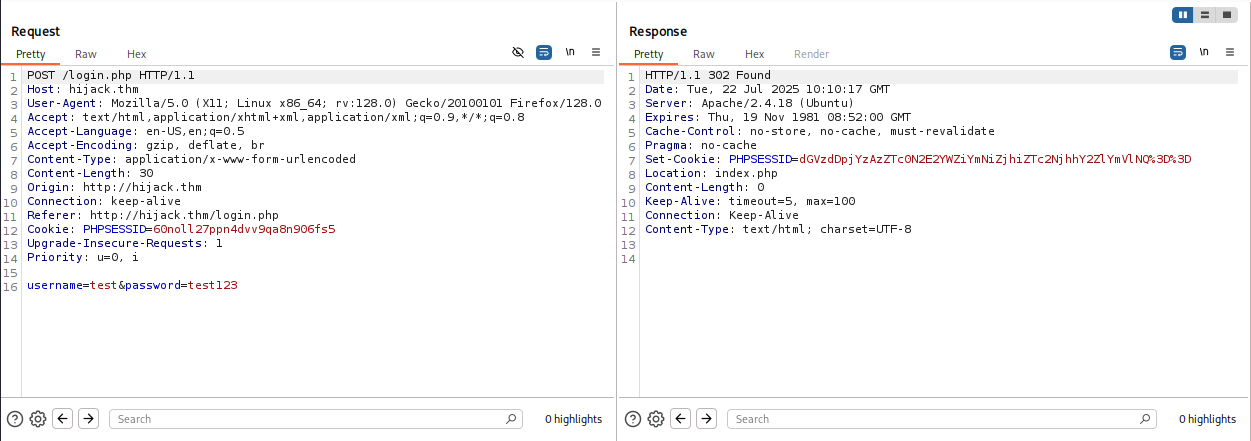 Request
Pretty Raw Hex \n
1 POST /login.php HTTP/1.1
2 Host: hijack.thm
3 User-Agent: Mozilla/5.0 (X11; Linux x86_64; rv:128.0) Gecko/20100101 Firefox/128.0
4 Accept: text/html,application/xhtml+xml,application/xml;q=0.9,*/*;q=0.8
5 Accept-Language: en-US,en;q=0.5
6 Accept-Encoding: gzip, deflate, br
7 Content-Type: application/x-www-form-urlencoded
8 Content-Length: 30
9 Origin: http://hijack.thm
10 Connection: keep-alive
11 Referer: http://hijack.thm/login.php
12 Cookie: PHPSESSID=60noll27ppn4dvv9qa8n906fs5
13 Upgrade-Insecure-Requests: 1
14 Priority: u=0, i
15
16 username=test&password=test123
Search 0 highlights
Response
Pretty Raw Hex Render \n
1 HTTP/1.1 302 Found
2 Date: Tue, 22 Jul 2025 10:10:17 GMT
3 Server: Apache/2.4.18 (Ubuntu)
4 Expires: Thu, 19 Nov 1981 08:52:00 GMT
5 Cache-Control: no-store, no-cache, must-revalidate
6 Pragma: no-cache
7 Set-Cookie: PHPSESSID=dGVzdDpjYzAzZTc0N2E2YWZiYmNiZjhiZTc2NjhhY2ZlYmVlNQ%3D%3D
8 Location: index.php
9 Content-Length: 0
10 Keep-Alive: timeout=5, max=100
11 Connection: Keep-Alive
12 Content-Type: text/html; charset=UTF-8
13
14
Search 0 highlights